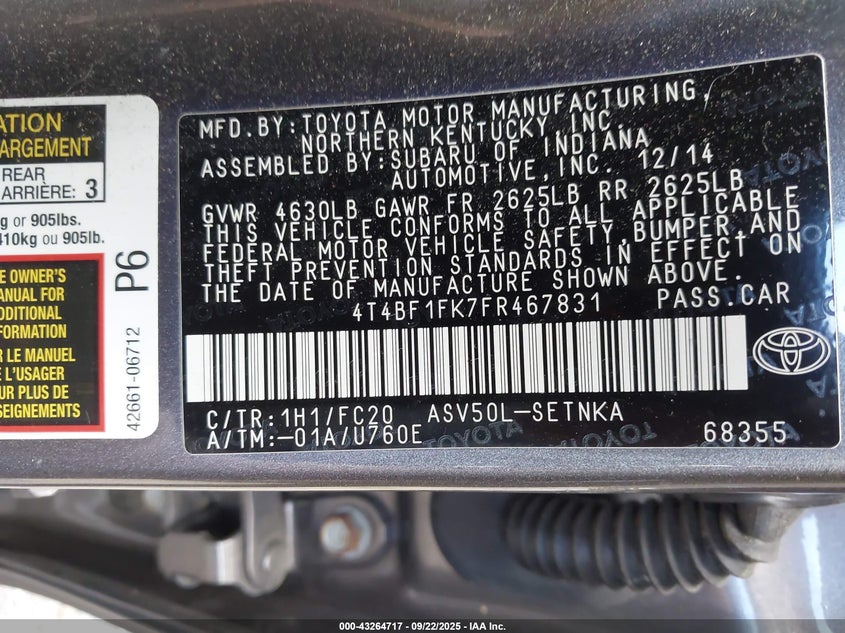 ATION
ARGEMENT
REAR
ARRIÈRE: 3
g or 905lbs.
410kg ou 905lb.
E OWNER'S
ANUAL FOR
ADDITIONAL
FORMATION
R LE MANUEL
L'USAGER
UR PLUS DE
SEIGNEMENTS
P6
42661-06712
MFD.BY:TOYOTA MOTOR MANUFACTURING,
NORTHERN KENTUCKY, INC.
ASSEMBLED BY:SUBARU OF INDIANA
AUTOMOTIVE,INC. 12/14
GVWR 4630LB GAWR FR 2625LB RR 2625LB
THIS VEHICLE CONFORMS TO ALL APPLICABLE
FEDERAL MOTOR VEHICLE SAFETY,BUMPER,AND
THEFT PREVENTION STANDARDS IN EFFECT ON
THE DATE OF MANUFACTURE SHOWN ABOVE.
4T4BF1FK7FR467831 PASS.CAR
C/TR:1H1/FC20 ASV50L-SETNKA
A/TM:-01A/U760E 68355
000-43264717 - 09/22/2025 - IAA Inc.